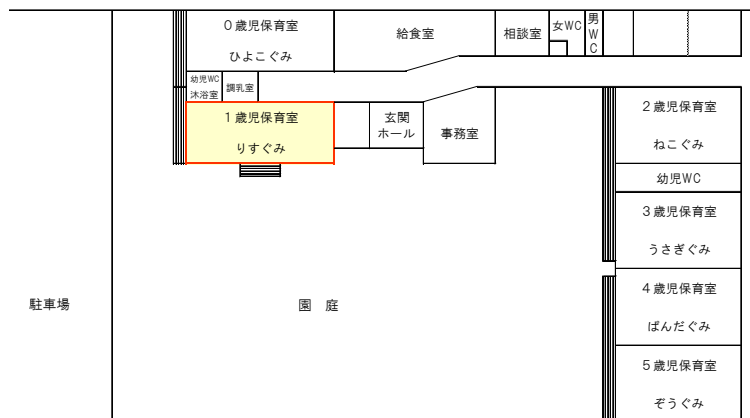 ０歳児保育室
ひよこぐみ
給食室
相談室
女WC
男WC
幼児WC
沐浴室
調乳室
１歳児保育室
りすぐみ
玄関
ホール
事務室
２歳児保育室
ねこぐみ
幼児WC
３歳児保育室
うさぎぐみ
４歳児保育室
ぱんだぐみ
５歳児保育室
ぞうぐみ
駐車場
園　庭